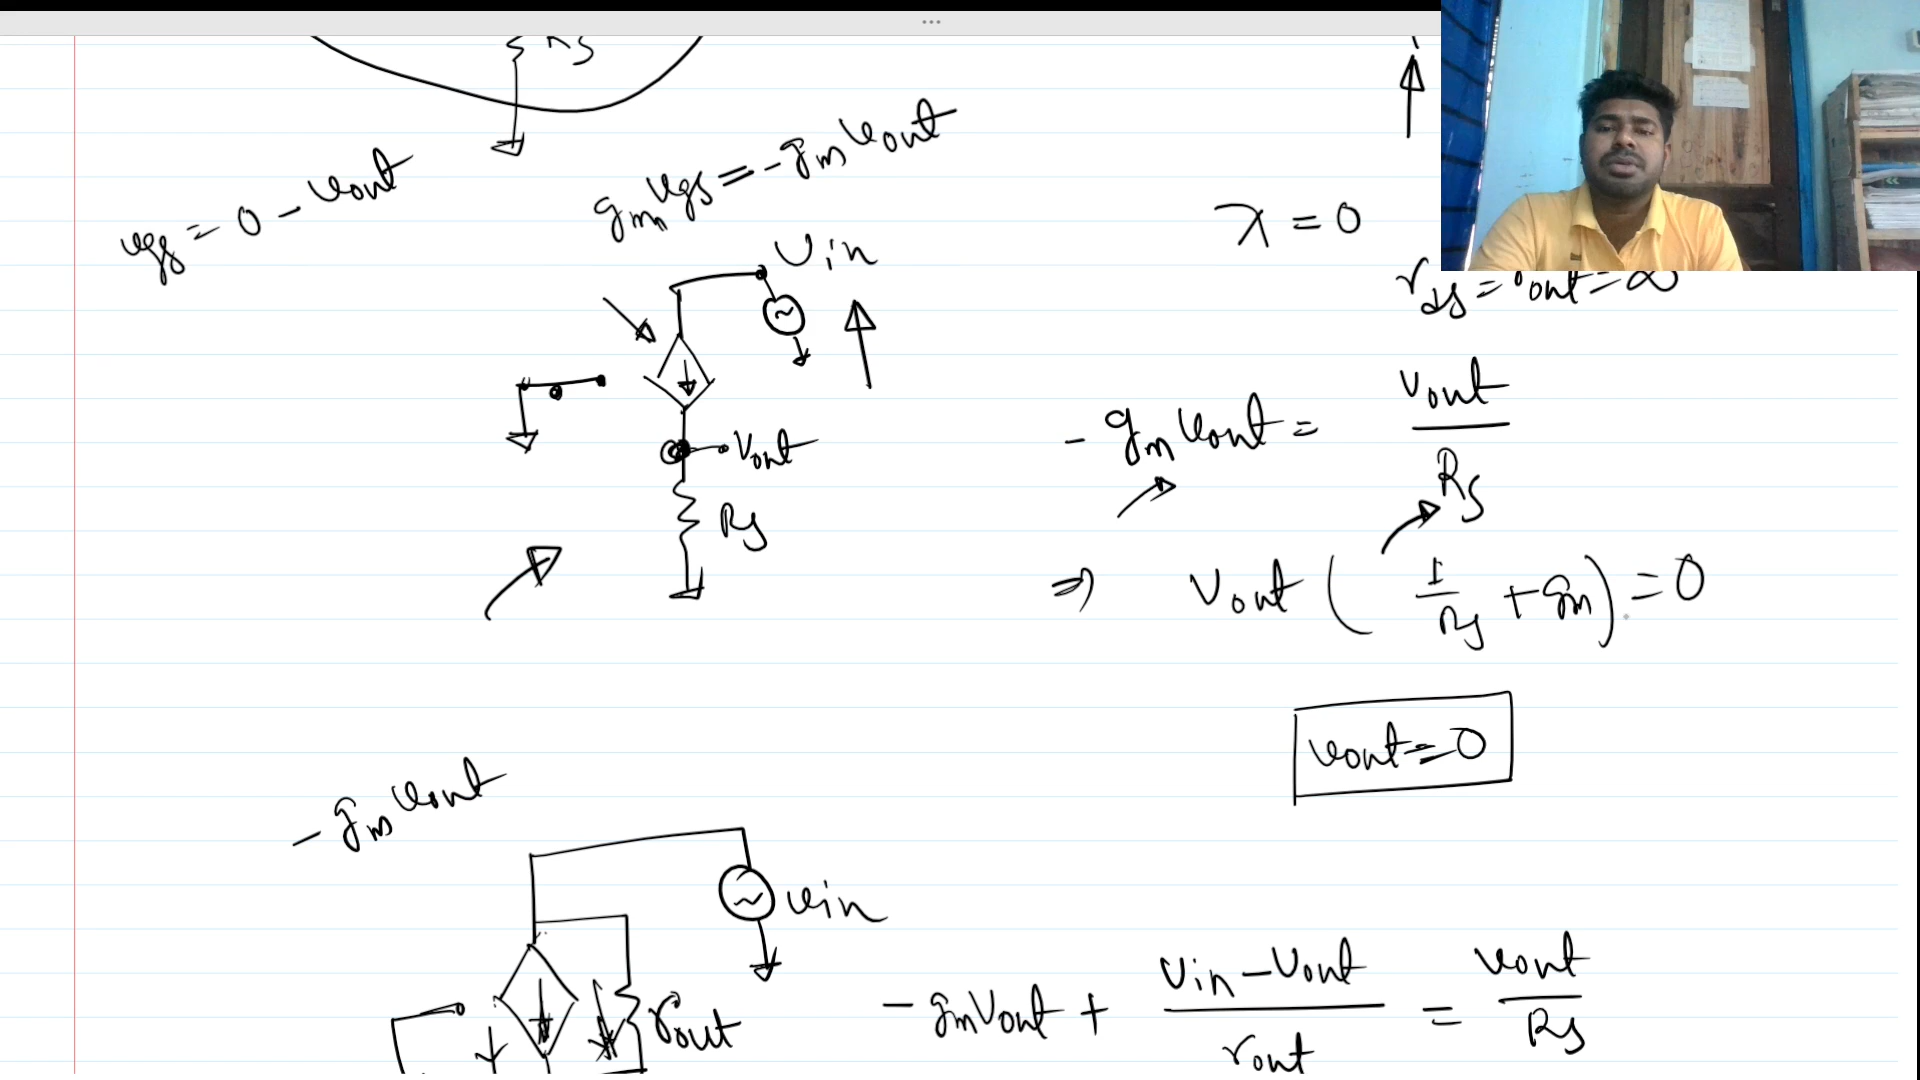 Rs
vgs = 0 - vout
gm vgs = - gm vout
Vin
λ = 0
rds = rout = ∞
Vout
Rs
- gm vout = Vout / Rs
⇒ Vout ( 1/Rs + gm ) = 0
vout = 0
- gm vout
vin
rout
- gm Vout + (Vin - Vout) / rout = vout / Rs